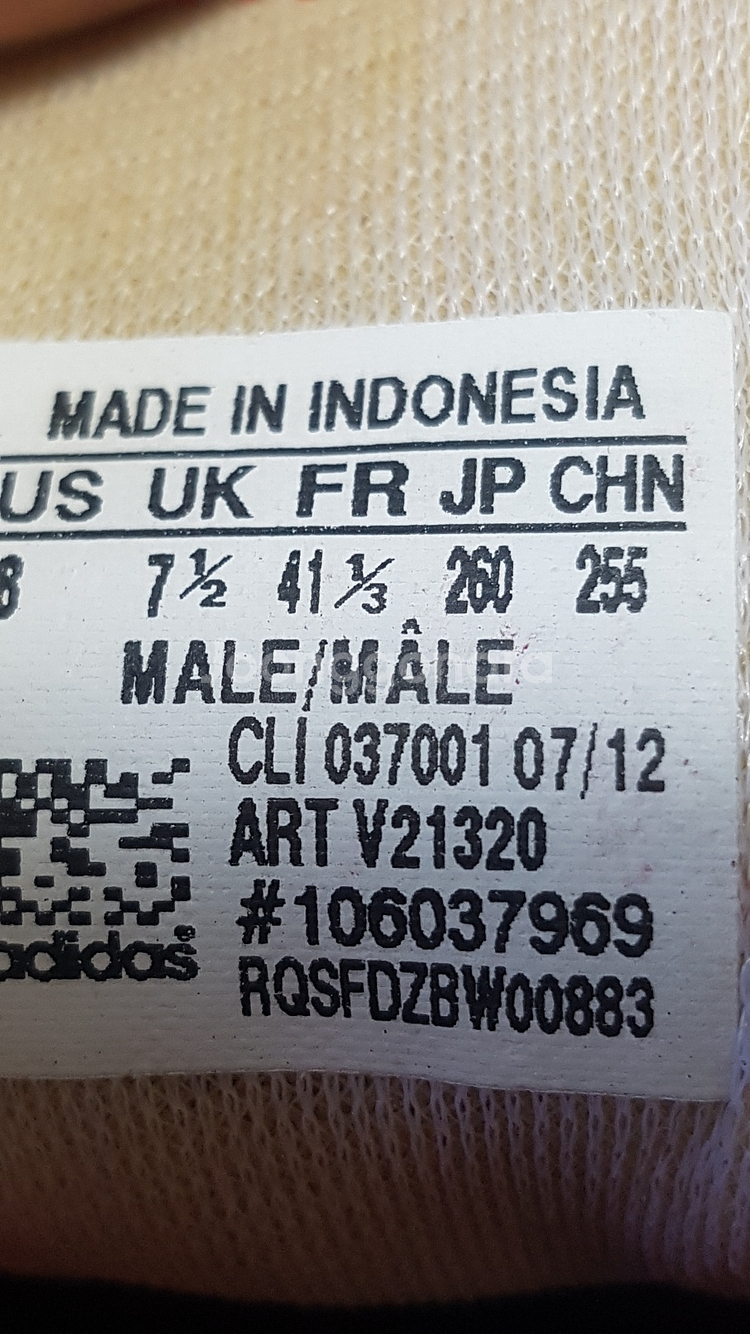 MADE IN INDONESIA
US UK FR JP CHN
8 7½ 41⅓ 260 255
MALE/MÂLE
CLI 037001 07/12
ART V21320
#106037969
adidas®
RQSFDZBW00883